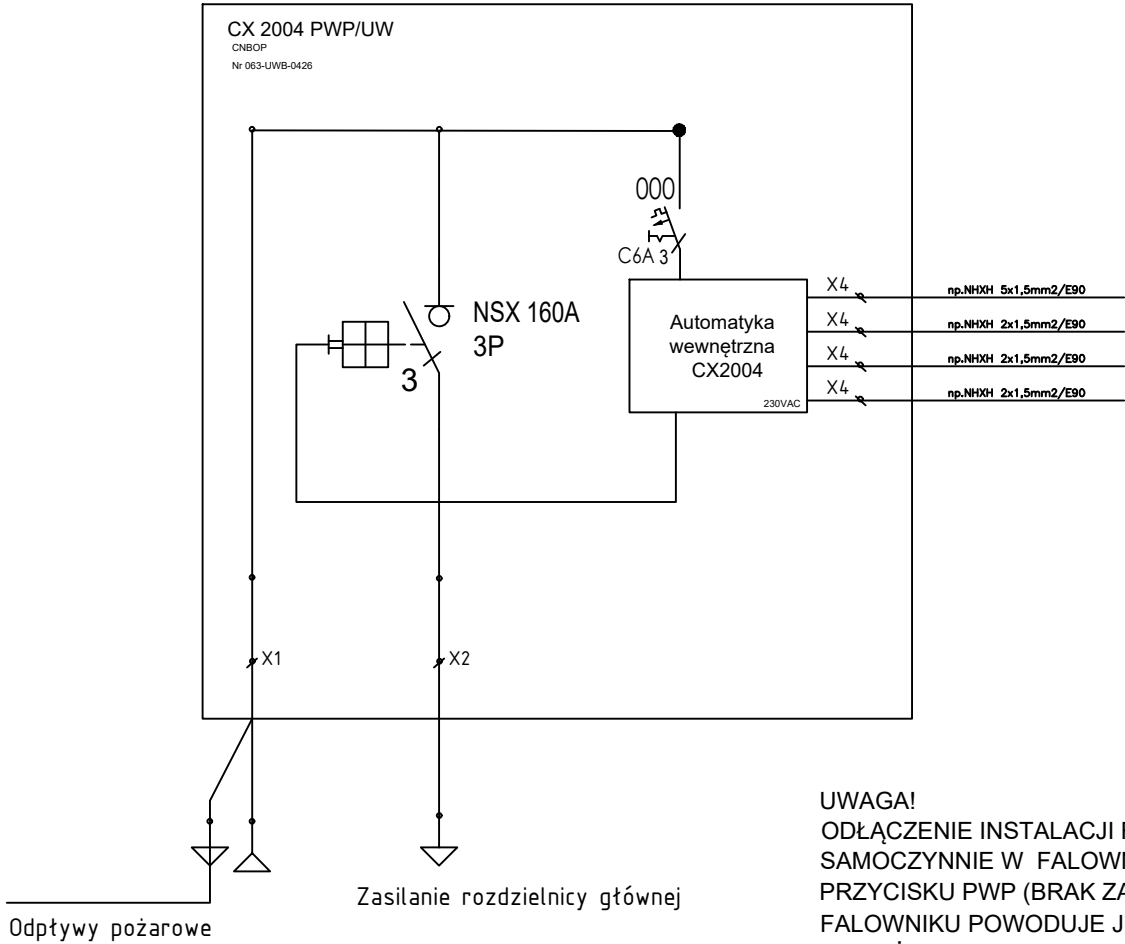 CX 2004 PWP/UW
CNBOP
Nr 063-UWB-0426
000
C6A 3
NSX 160A
3P
3
Automatyka
wewnętrzna
CX2004
230VAC
X4
np.NHXH 5x1,5mm2/E90
X4
np.NHXH 2x1,5mm2/E90
X4
np.NHXH 2x1,5mm2/E90
X4
np.NHXH 2x1,5mm2/E90
X1
X2
Zasilanie rozdzielnicy głównej
Odpływy pożarowe
UWAGA!
ODŁĄCZENIE INSTALACJI
SAMOCZYNNIE W
PRZYCISKU PWP (BRAK
FALOWNIKU POWODUJE